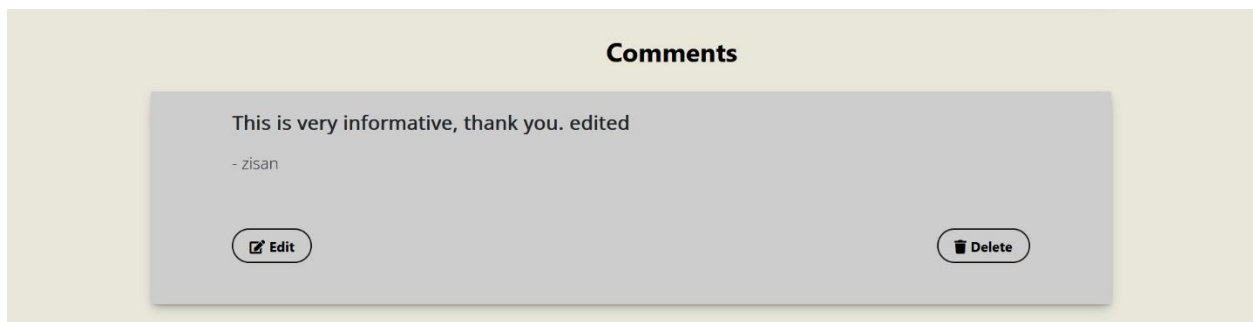 Comments
This is very informative, thank you. edited
- zisan
Edit
Delete